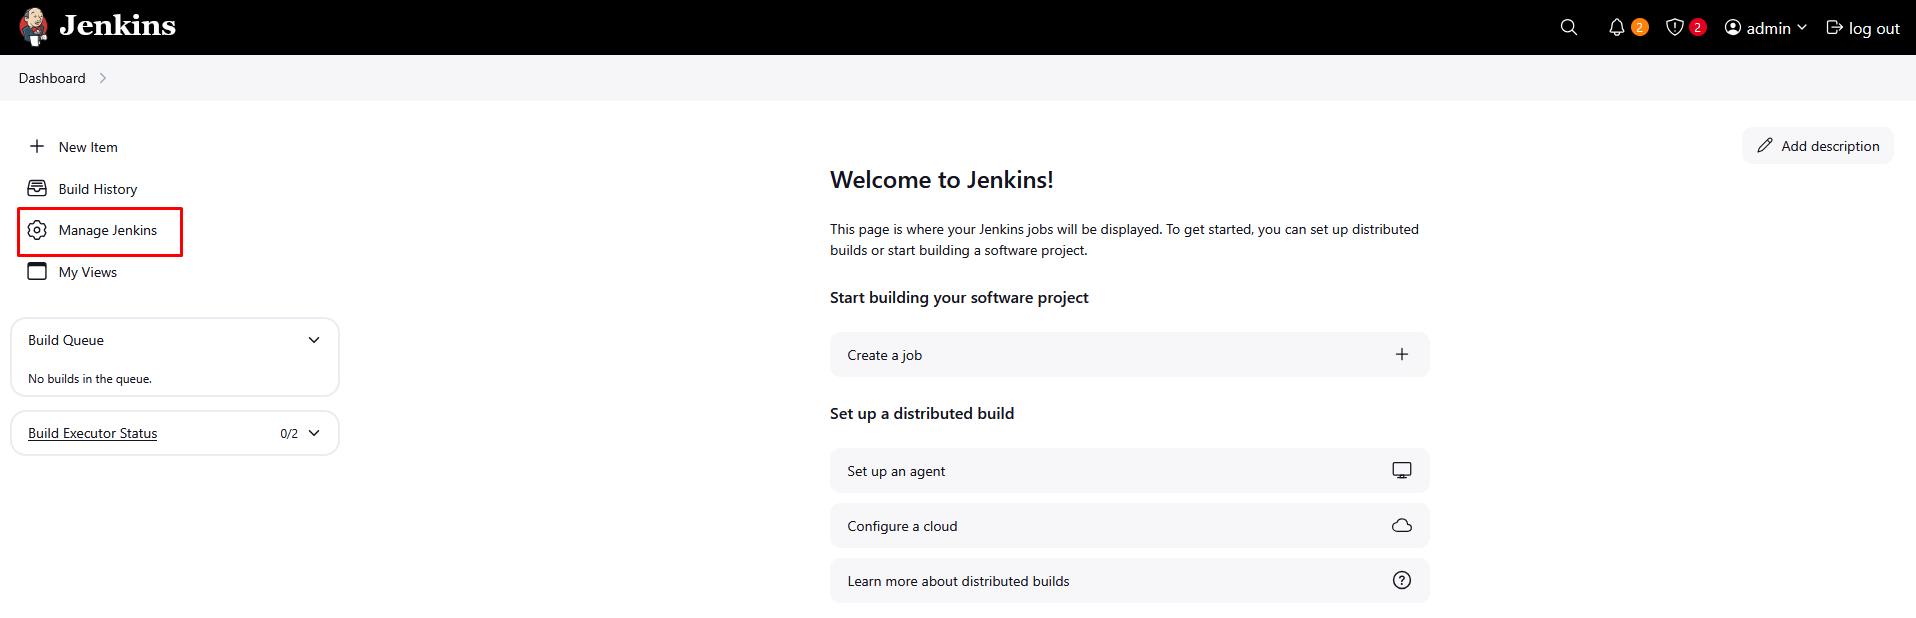 Jenkins
2
2
admin
log out
Dashboard
New Item
Build History
Manage Jenkins
My Views
Build Queue
No builds in the queue.
Build Executor Status 0/2
Add description
Welcome to Jenkins!
This page is where your Jenkins jobs will be displayed. To get started, you can set up distributed
builds or start building a software project.
Start building your software project
Create a job
Set up a distributed build
Set up an agent
Configure a cloud
Learn more about distributed builds